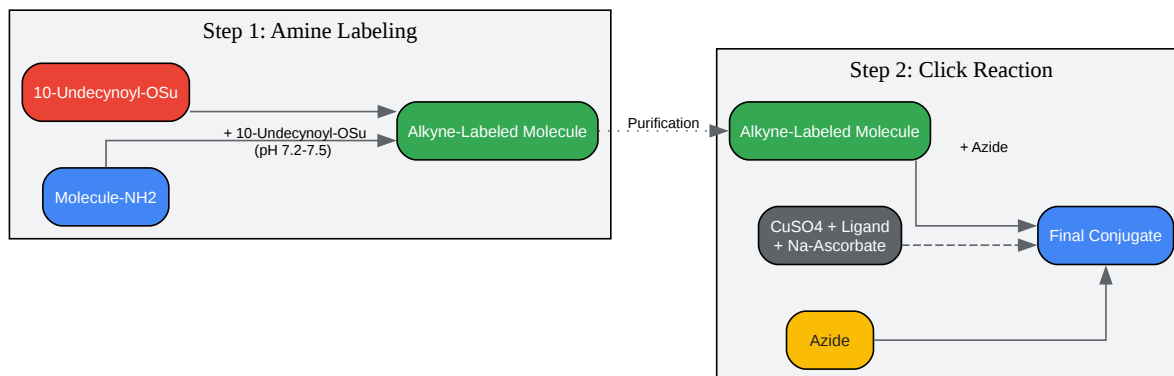 Step 1: Amine Labeling
10-Undecynoyl-OSu
+ 10-Undecynoyl-OSu
(pH 7.2-7.5)
Molecule-NH2
Alkyne-Labeled Molecule
Purification
Step 2: Click Reaction
Alkyne-Labeled Molecule
+ Azide
CuSO4 + Ligand
+ Na-Ascorbate
Final Conjugate
Azide